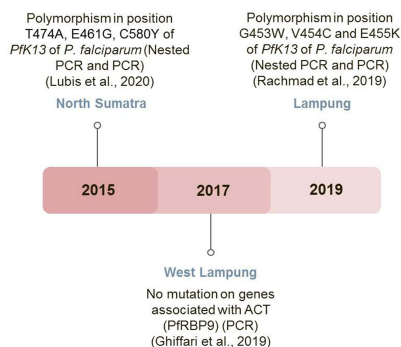 Polymorphism in position
T474A, E461G, C580Y of
PfK13 of P. falciparum (Nested
PCR and PCR)
(Lubis et al., 2020)
North Sumatra
Polymorphism in position
G453W, V454C and E455K
of PfK13 of P. falciparum
(Nested PCR and PCR)
(Rachmad et al., 2019)
Lampung
2015
2017
2019
West Lampung
No mutation on genes
associated with ACT
(PfRBP9) (PCR)
(Ghiffari et al., 2019)